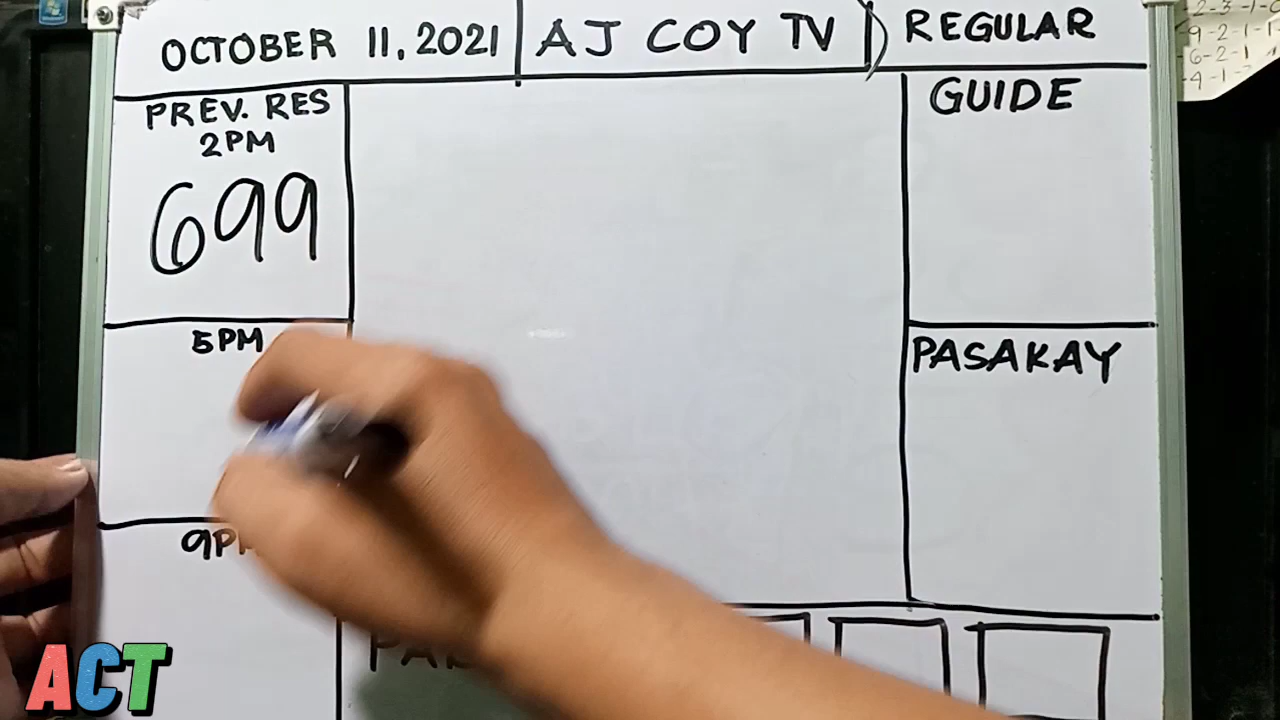 OCTOBER 11, 2021
AJ COY TV
REGULAR
PREV. RES
2PM
699
5PM
GUIDE
PASAKAY
ACT